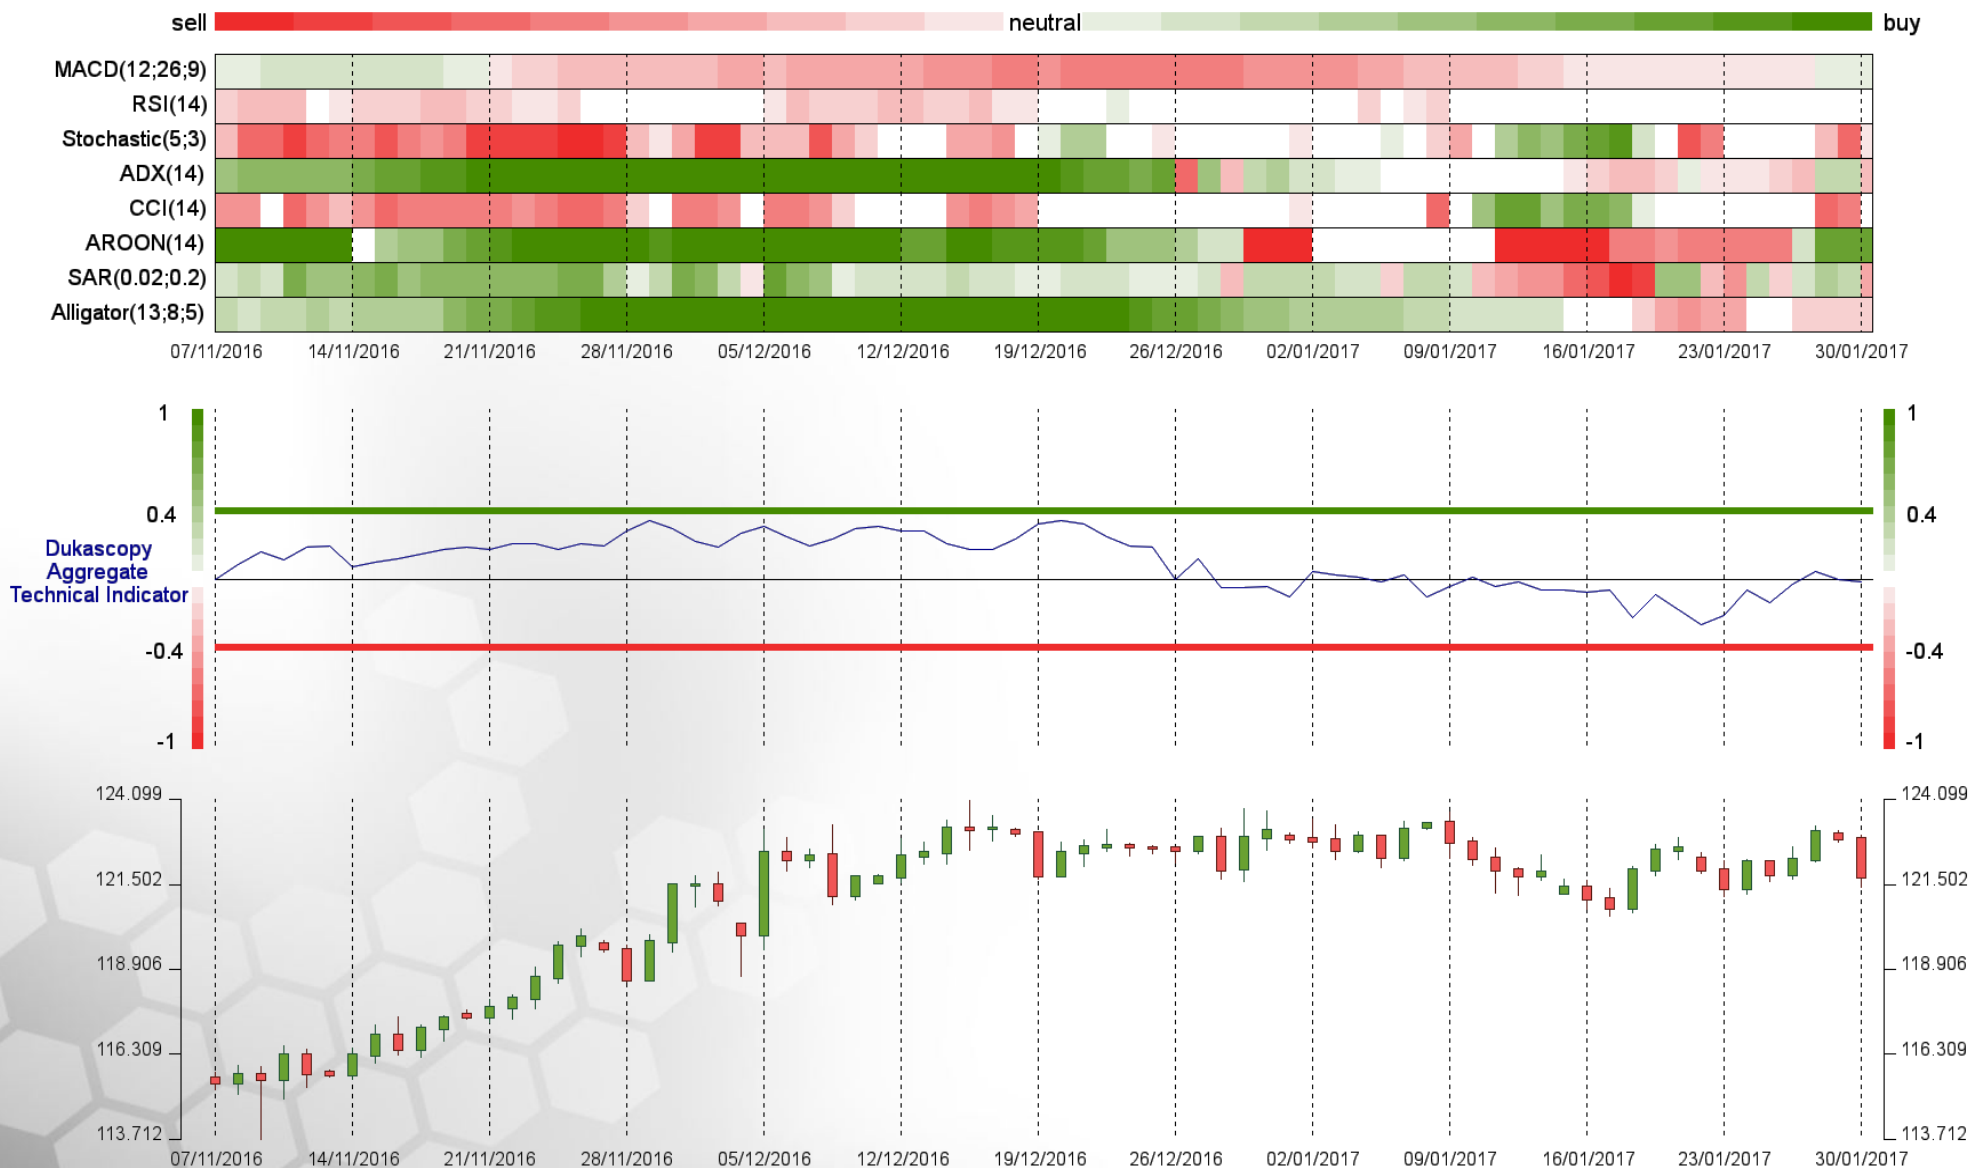 sell neutral buy
MACD(12;26;9)
RSI(14)
Stochastic(5;3)
ADX(14)
CCI(14)
AROON(14)
SAR(0.02;0.2)
Alligator(13;8;5)
07/11/2016 14/11/2016 21/11/2016 28/11/2016 05/12/2016 12/12/2016 19/12/2016 26/12/2016 02/01/2017 09/01/2017 16/01/2017 23/01/2017 30/01/2017
1 1
0.4 0.4
Dukascopy
Aggregate
Technical Indicator
-0.4 -0.4
-1 -1
124.099 124.099
121.502 121.502
118.906 118.906
116.309 116.309
113.712 113.712
07/11/2016 14/11/2016 21/11/2016 28/11/2016 05/12/2016 12/12/2016 19/12/2016 26/12/2016 02/01/2017 09/01/2017 16/01/2017 23/01/2017 30/01/2017